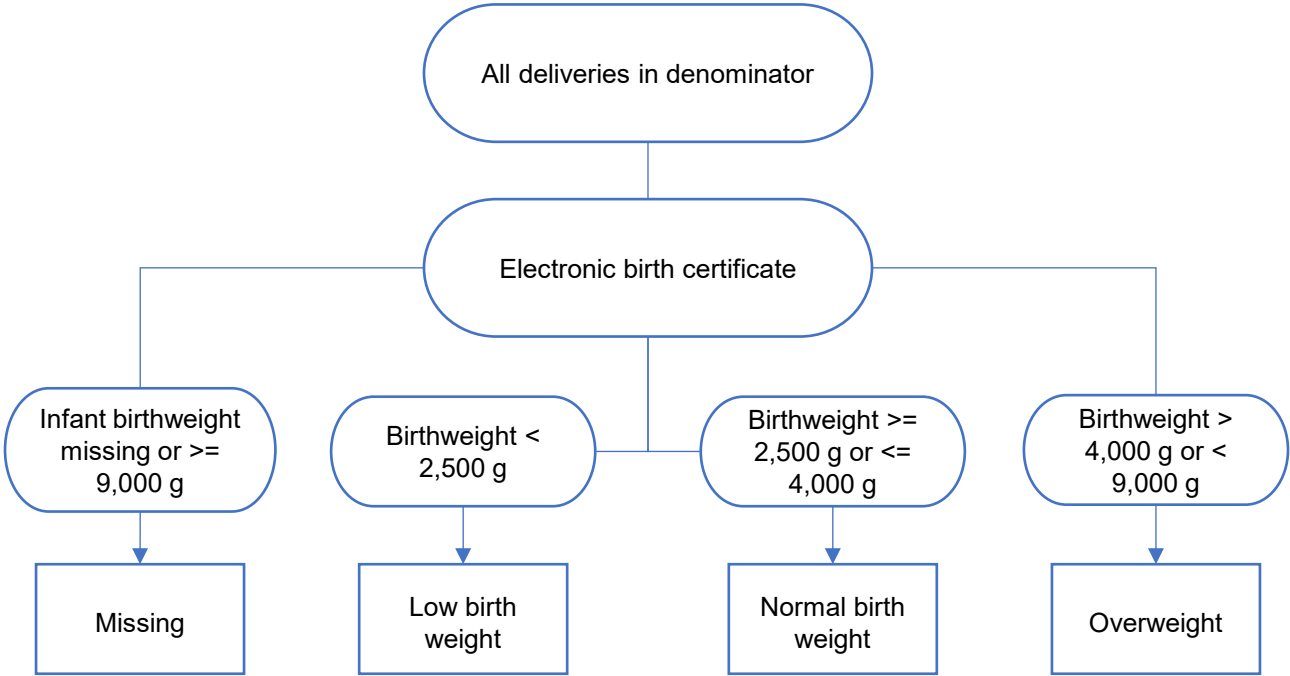 All deliveries in denominator
Electronic birth certificate
Infant birthweight
missing or >=
9,000 g
Birthweight <
2,500 g
Birthweight >=
2,500 g or <=
4,000 g
Birthweight >
4,000 g or <
9,000 g
Missing
Low birth
weight
Normal birth
weight
Overweight